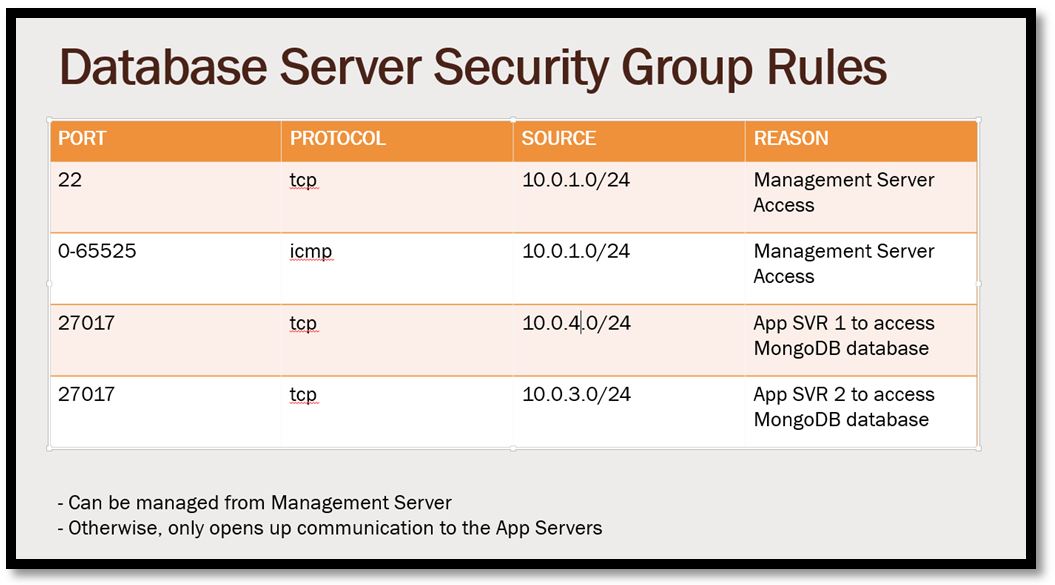 Database Server Security Group Rules
PORT PROTOCOL SOURCE REASON
22 tcp 10.0.1.0/24 Management Server
Access
0-65525 icmp 10.0.1.0/24 Management Server
Access
27017 tcp 10.0.4.0/24 App SVR 1 to access
MongoDB database
27017 tcp 10.0.3.0/24 App SVR 2 to access
MongoDB database
- Can be managed from Management Server
- Otherwise, only opens up communication to the App Servers